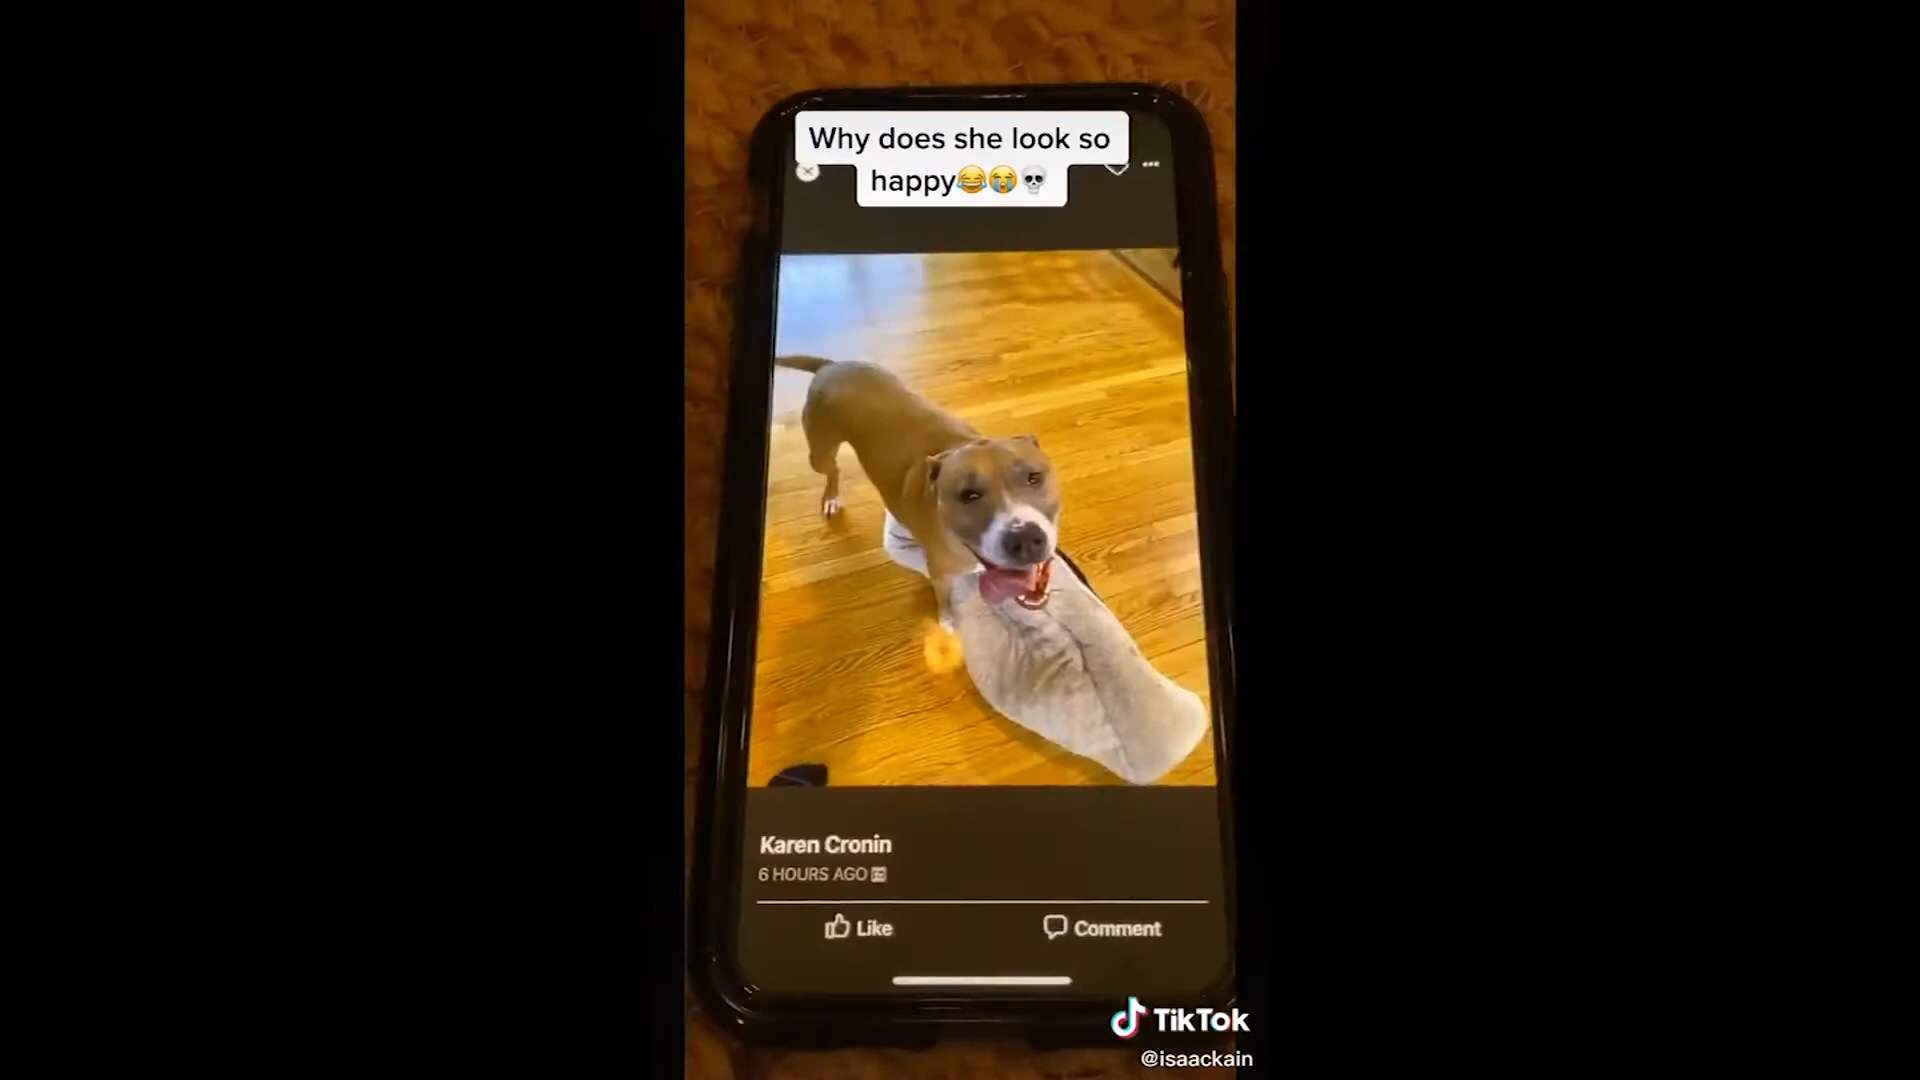 Why does she look so
happy😂😭💀
Karen Cronin
6 HOURS AGO
Like
Comment
TikTok
@isaackain